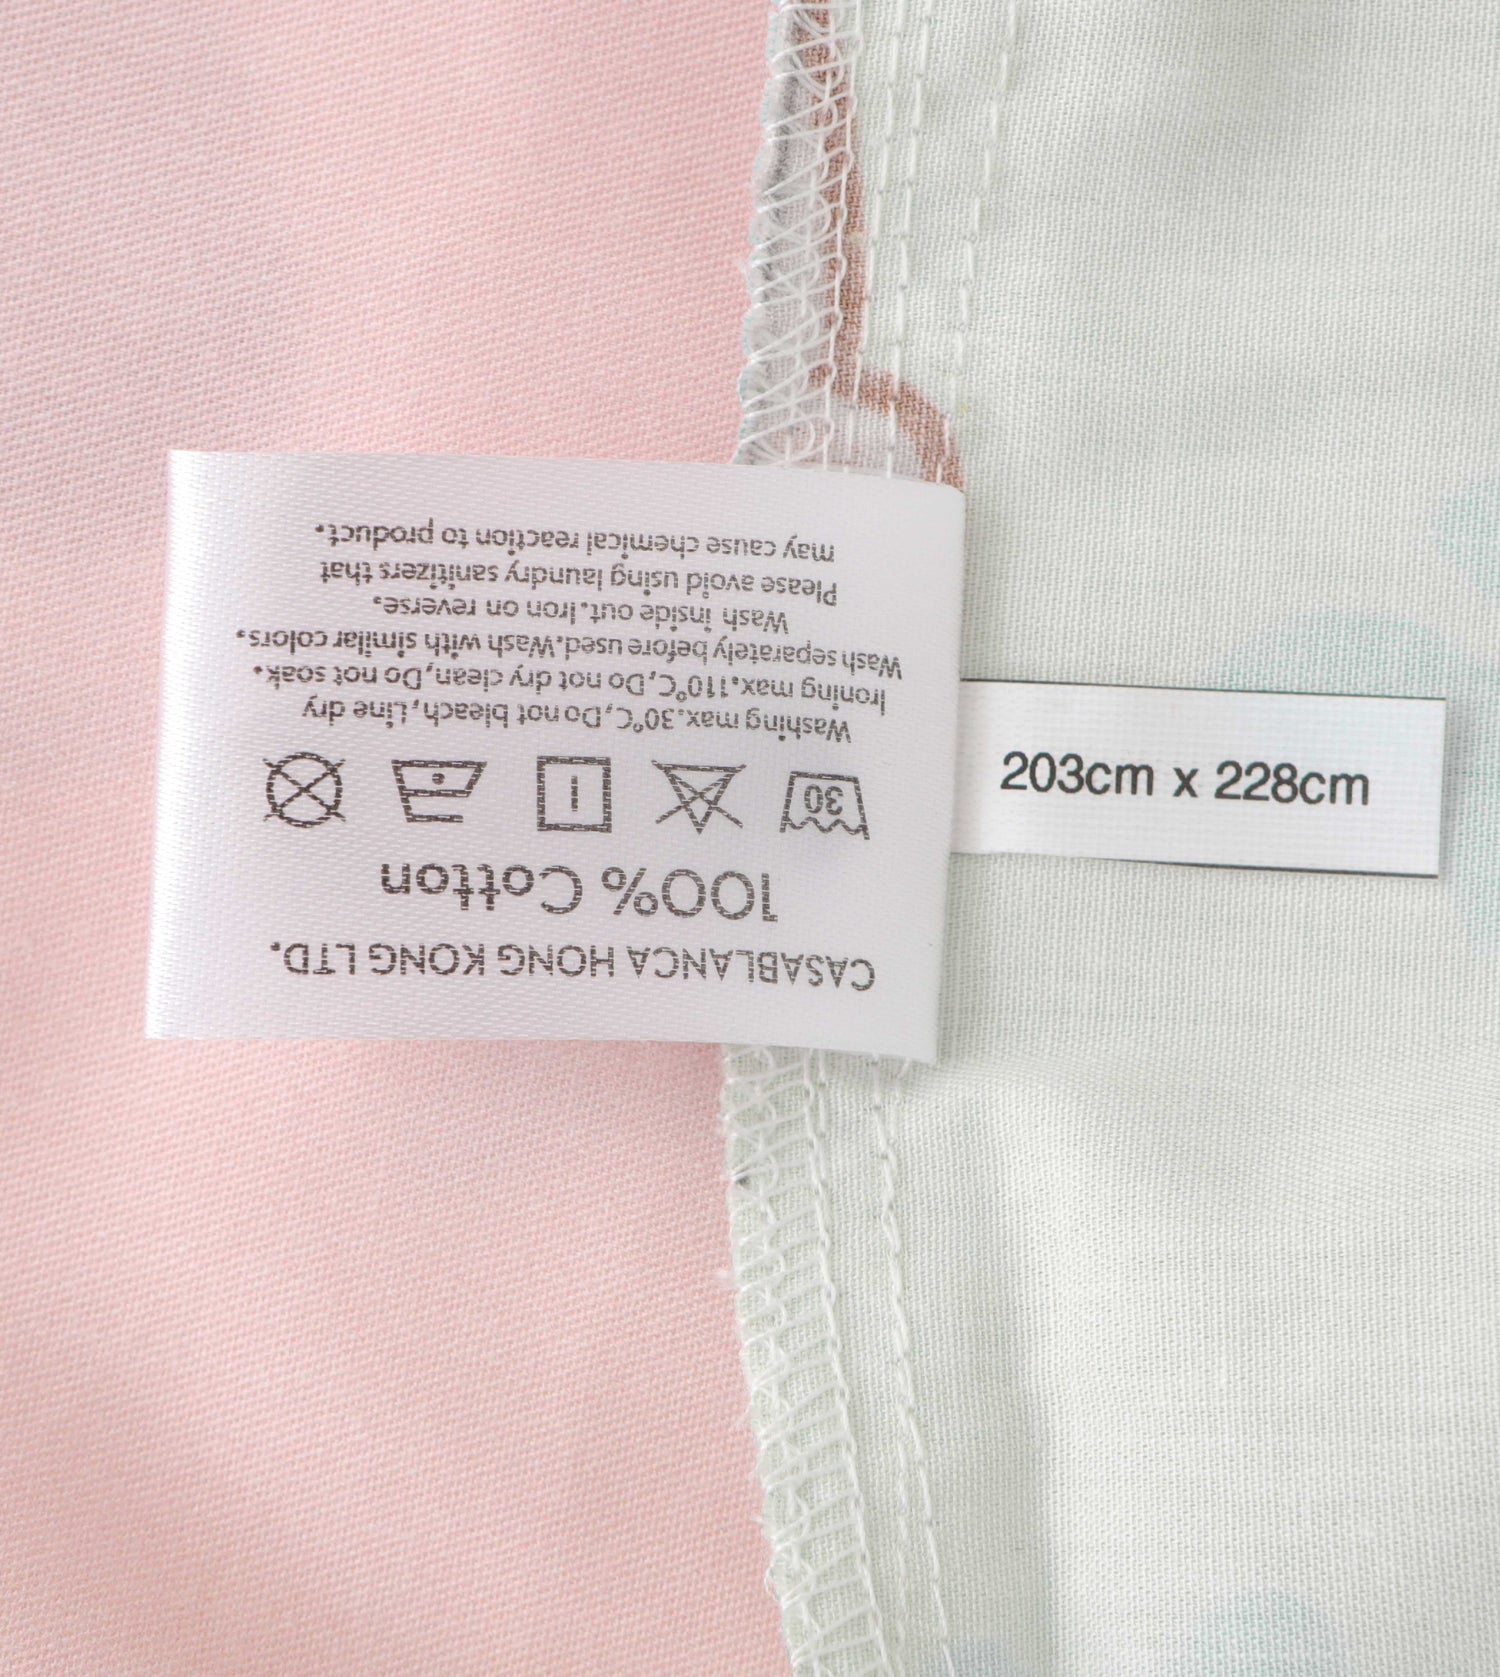 CASABLANCA HONG KONG LTD.
100% Cotton
30
Washing max.30°C,Do not bleach,Line dry
Ironing max.110°C,Do not dry clean,Do not soak.
Wash separately before used.Wash with similar colors.
Wash inside out.Iron on reverse.
Please avoid using laundry sanitizers that
may cause chemical reaction to product.
203cm x 228cm